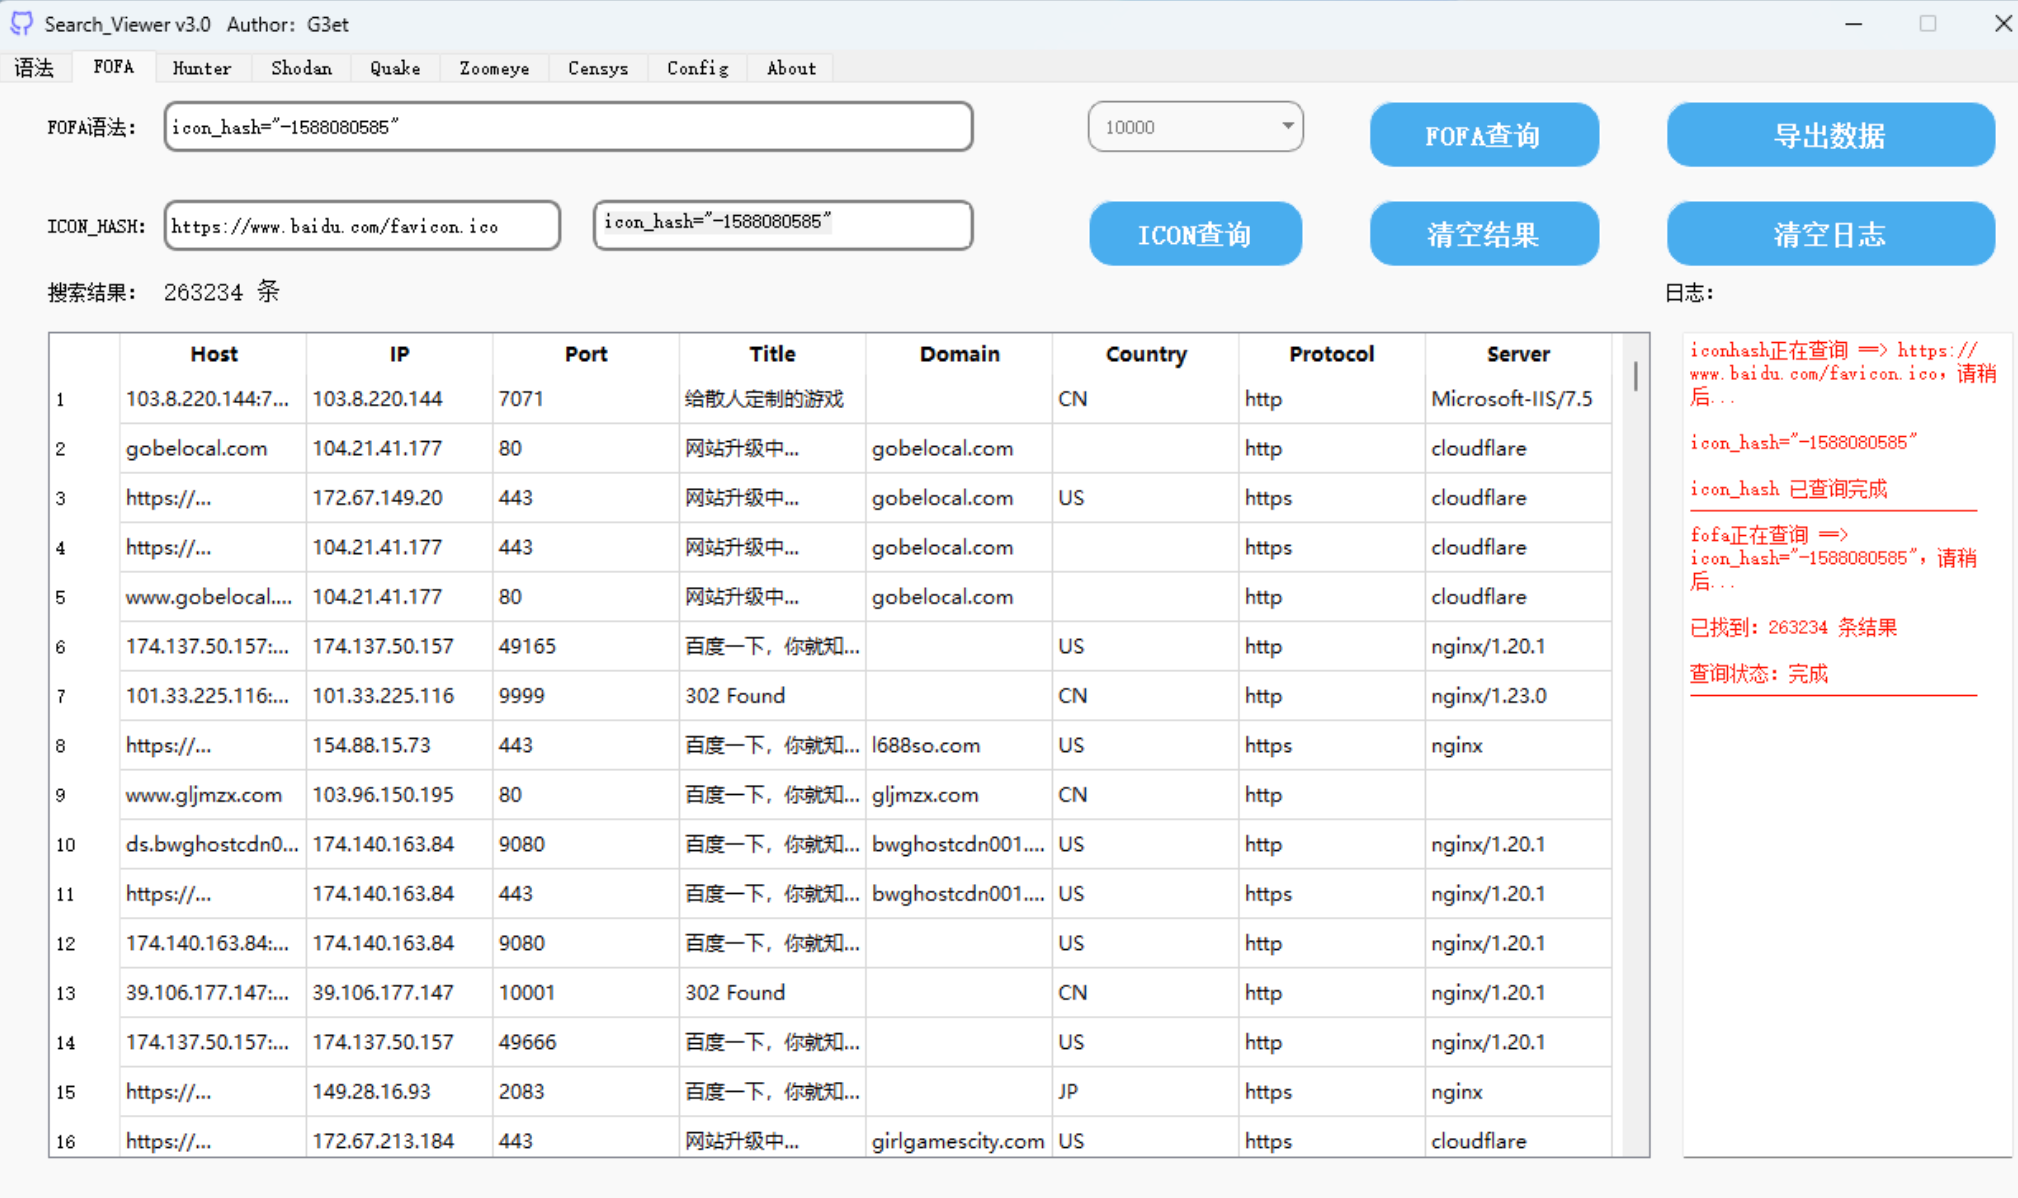 Search_Viewer v3.0 Author: G3et
语法 FOFA Hunter Shodan Quake Zoomeye Censys Config About
FOFA语法: icon_hash="-1588080585" 10000 FOFA查询 导出数据
ICON_HASH: https://www.baidu.com/favicon.ico icon_hash="-1588080585" ICON查询 清空结果 清空日志
搜索结果: 263234 条 日志:
Host IP Port Title Domain Country Protocol Server
1 103.8.220.144:7... 103.8.220.144 7071 给散人定制的游戏 CN http Microsoft-IIS/7.5
2 gobelocal.com 104.21.41.177 80 网站升级中... gobelocal.com http cloudflare
3 https://... 172.67.149.20 443 网站升级中... gobelocal.com US https cloudflare
4 https://... 104.21.41.177 443 网站升级中... gobelocal.com https cloudflare
5 www.gobelocal.... 104.21.41.177 80 网站升级中... gobelocal.com http cloudflare
6 174.137.50.157:... 174.137.50.157 49165 百度一下，你就知... US http nginx/1.20.1
7 101.33.225.116:... 101.33.225.116 9999 302 Found CN http nginx/1.23.0
8 https://... 154.88.15.73 443 百度一下，你就知... l688so.com US https nginx
9 www.gljmzx.com 103.96.150.195 80 百度一下，你就知... gljmzx.com CN http
10 ds.bwghostcdn0... 174.140.163.84 9080 百度一下，你就知... bwghostcdn001.... US http nginx/1.20.1
11 https://... 174.140.163.84 443 百度一下，你就知... bwghostcdn001.... US https nginx/1.20.1
12 174.140.163.84:... 174.140.163.84 9080 百度一下，你就知... US http nginx/1.20.1
13 39.106.177.147:... 39.106.177.147 10001 302 Found CN http nginx/1.20.1
14 174.137.50.157:... 174.137.50.157 49666 百度一下，你就知... US http nginx/1.20.1
15 https://... 149.28.16.93 2083 百度一下，你就知... JP https nginx
16 https://... 172.67.213.184 443 网站升级中... girlgamescity.com US https cloudflare
iconhash正在查询 ==> https://
www.baidu.com/favicon.ico，请稍
后...
icon_hash="-1588080585"
icon_hash 已查询完成
fofa正在查询 ==>
icon_hash="-1588080585"，请稍
后...
已找到：263234 条结果
查询状态：完成